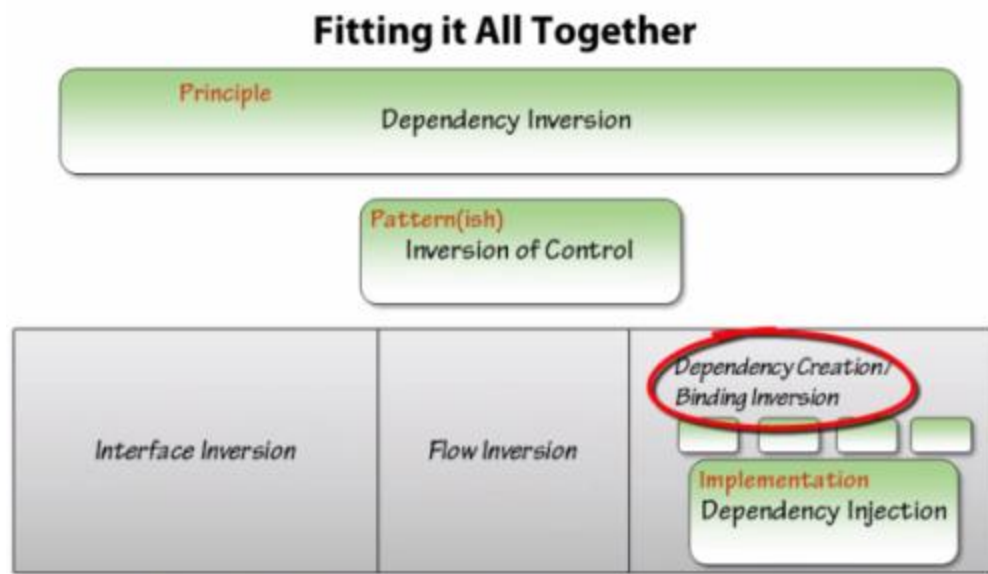 Fitting it All Together
Principle
Dependency Inversion
Pattern(ish)
Inversion of Control
Interface Inversion
Flow Inversion
Dependency Creation/
Binding Inversion
Implementation
Dependency Injection